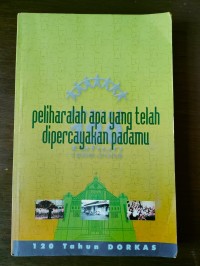 peliharalah apa yang telah
dipercayakan padamu
120 Tahun DORKAS